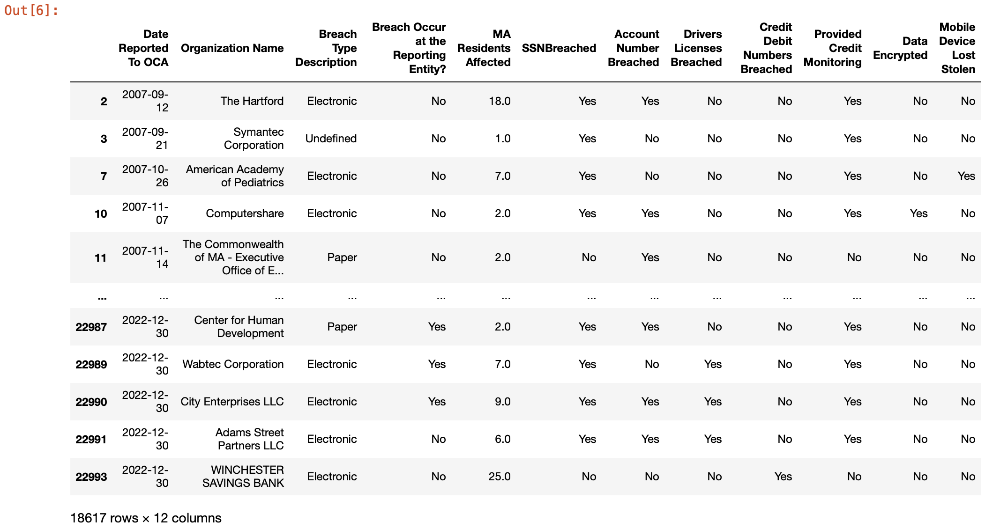 Out[6]:
Date Reported To OCA Organization Name Breach Type Description Breach Occur at the Reporting Entity? MA Residents Affected SSNBreached Account Number Breached Drivers Licenses Breached Credit Debit Numbers Breached Provided Credit Monitoring Data Encrypted Mobile Device Lost Stolen
2 2007-09-12 The Hartford Electronic No 18.0 Yes Yes No No Yes No No
3 2007-09-21 Symantec Corporation Undefined No 1.0 Yes No No No Yes No No
7 2007-10-26 American Academy of Pediatrics Electronic No 7.0 Yes No No No Yes No Yes
10 2007-11-07 Computershare Electronic No 2.0 Yes Yes No No Yes Yes No
11 2007-11-14 The Commonwealth of MA - Executive Office of E... Paper No 2.0 No Yes No No No No No
... ... ... ... ... ... ... ... ... ... ... ... ...
22987 2022-12-30 Center for Human Development Paper Yes 2.0 Yes Yes No No Yes No No
22989 2022-12-30 Wabtec Corporation Electronic Yes 7.0 Yes No Yes No Yes No No
22990 2022-12-30 City Enterprises LLC Electronic Yes 9.0 Yes Yes Yes No Yes No No
22991 2022-12-30 Adams Street Partners LLC Electronic No 6.0 Yes Yes Yes No Yes No No
22993 2022-12-30 WINCHESTER SAVINGS BANK Electronic No 25.0 No No No Yes No No No
18617 rows × 12 columns